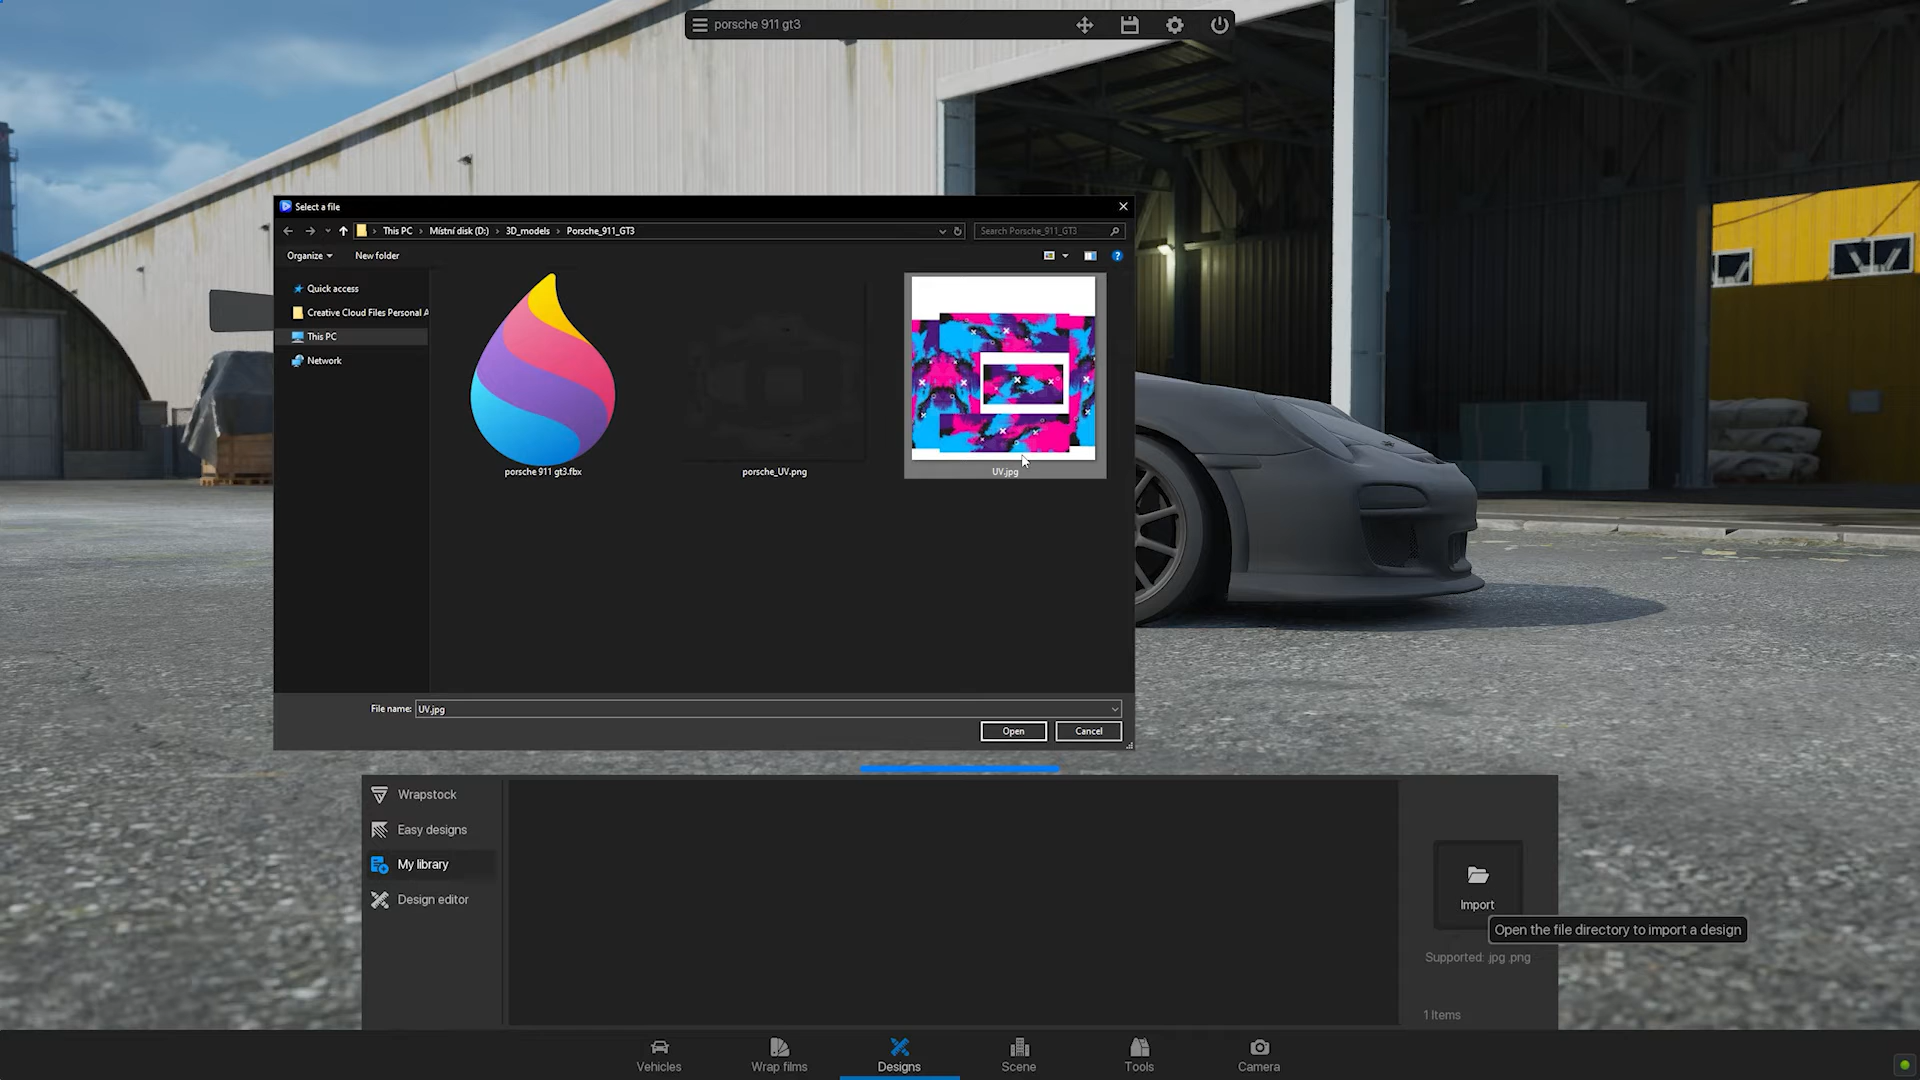 porsche 911 gt3
Select a file
This PC
Místní disk (D:)
3D_models
Porsche_911_GT3
Search Porsche_911_GT3
Organize
New folder
?
Quick access
Creative Cloud Files Personal A
This PC
Network
porsche 911 gt3.fbx
porsche_UV.png
UV.jpg
File name:
UV.jpg
Open
Cancel
Wrapstock
Easy designs
My library
Design editor
Import
Open the file directory to import a design
Supported: .jpg .png
1 Items
Vehicles
Wrap films
Designs
Scene
Tools
Camera